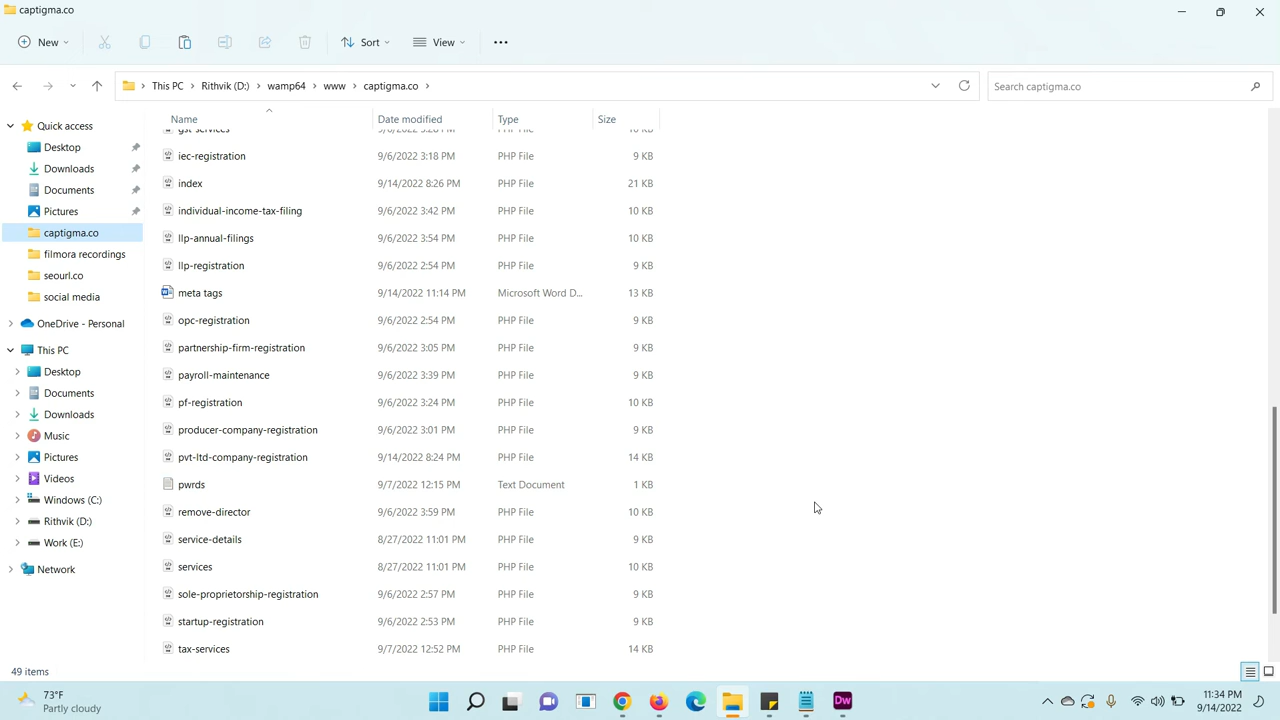 captigma.co
New
Sort
View
This PC > Rithvik (D:) > wamp64 > www > captigma.co >
Search captigma.co
Name Date modified Type Size
Quick access
Desktop
Downloads
Documents
Pictures
captigma.co
filmora recordings
seourl.co
social media
OneDrive - Personal
This PC
Desktop
Documents
Downloads
Music
Pictures
Videos
Windows (C:)
Rithvik (D:)
Work (E:)
Network
gst-services 9/6/2022 3:28 PM PHP File 10 KB
iec-registration 9/6/2022 3:18 PM PHP File 9 KB
index 9/14/2022 8:26 PM PHP File 21 KB
individual-income-tax-filing 9/6/2022 3:42 PM PHP File 10 KB
llp-annual-filings 9/6/2022 3:54 PM PHP File 10 KB
llp-registration 9/6/2022 2:54 PM PHP File 9 KB
meta tags 9/14/2022 11:14 PM Microsoft Word D... 13 KB
opc-registration 9/6/2022 2:54 PM PHP File 9 KB
partnership-firm-registration 9/6/2022 3:05 PM PHP File 9 KB
payroll-maintenance 9/6/2022 3:39 PM PHP File 9 KB
pf-registration 9/6/2022 3:24 PM PHP File 10 KB
producer-company-registration 9/6/2022 3:01 PM PHP File 9 KB
pvt-ltd-company-registration 9/14/2022 8:24 PM PHP File 14 KB
pwrds 9/7/2022 12:15 PM Text Document 1 KB
remove-director 9/6/2022 3:59 PM PHP File 10 KB
service-details 8/27/2022 11:01 PM PHP File 9 KB
services 8/27/2022 11:01 PM PHP File 10 KB
sole-proprietorship-registration 9/6/2022 2:57 PM PHP File 9 KB
startup-registration 9/6/2022 2:53 PM PHP File 9 KB
tax-services 9/7/2022 12:52 PM PHP File 14 KB
49 items
73°F
Partly cloudy
Dw
11:34 PM
9/14/2022